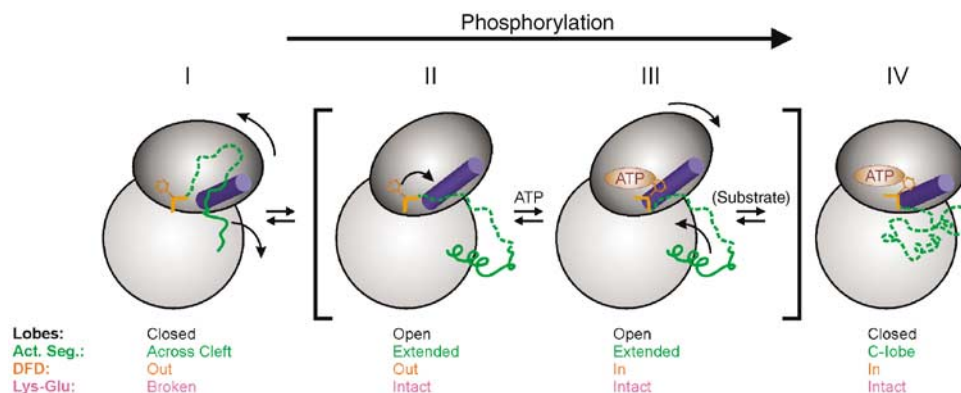 Phosphorylation
I II III IV
ATP ATP ATP (Substrate)
Lobes: Closed Open Open Closed
Act. Seg.: Across Cleft Extended Extended C-lobe
DFD: Out Out In In
Lys-Glu: Broken Intact Intact Intact